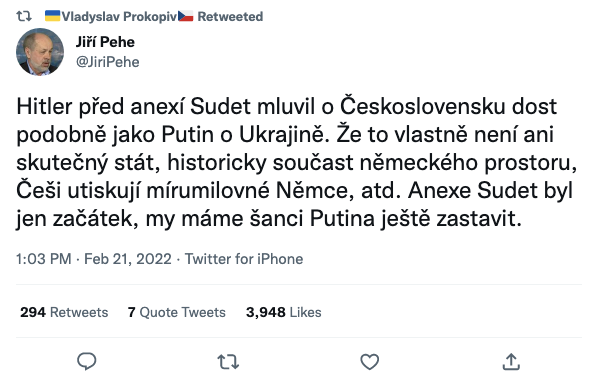 Vladyslav Prokopiv Retweeted
Jiří Pehe
@JiriPehe
Hitler před anexí Sudet mluvil o Československu dost
podobně jako Putin o Ukrajině. Že to vlastně není ani
skutečný stát, historicky součast německého prostoru,
Češi utiskují mírumilovné Němce, atd. Anexe Sudet byl
jen začátek, my máme šanci Putina ještě zastavit.
1:03 PM · Feb 21, 2022 · Twitter for iPhone
294 Retweets 7 Quote Tweets 3,948 Likes